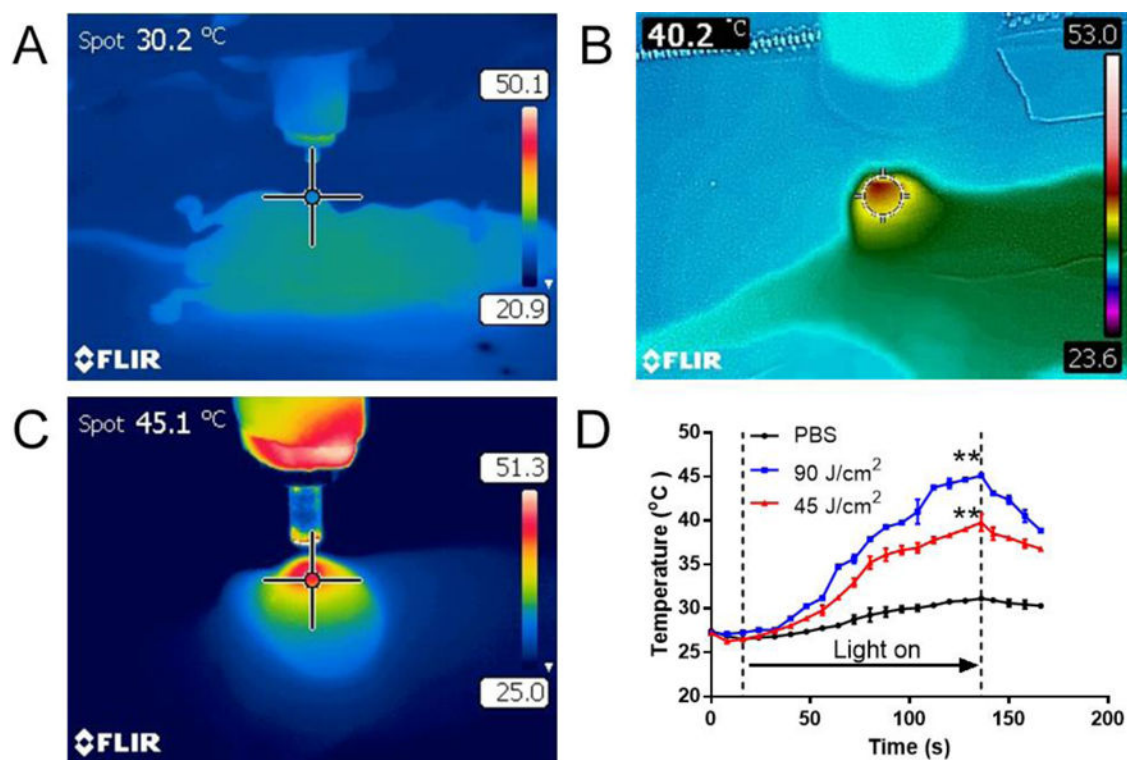 A
Spot 30.2 °C
50.1
20.9
FLIR
B
40.2 °C
53.0
23.6
FLIR
C
Spot 45.1 °C
51.3
25.0
FLIR
D
PBS
90 J/cm²
45 J/cm²
**
**
Light on
Temperature (°C)
50
45
40
35
30
25
20
0
50
100
150
200
Time (s)